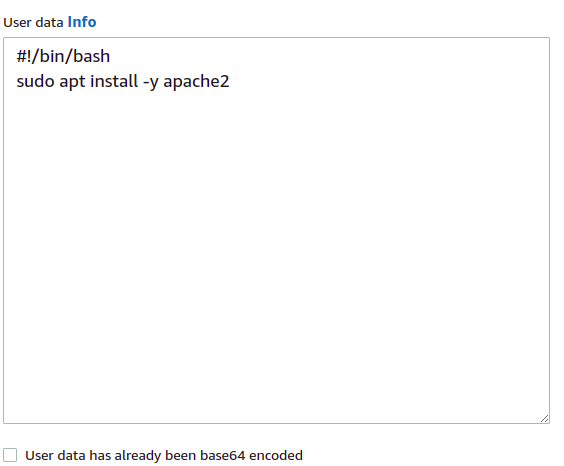 User data Info
#!/bin/bash
sudo apt install -y apache2
User data has already been base64 encoded